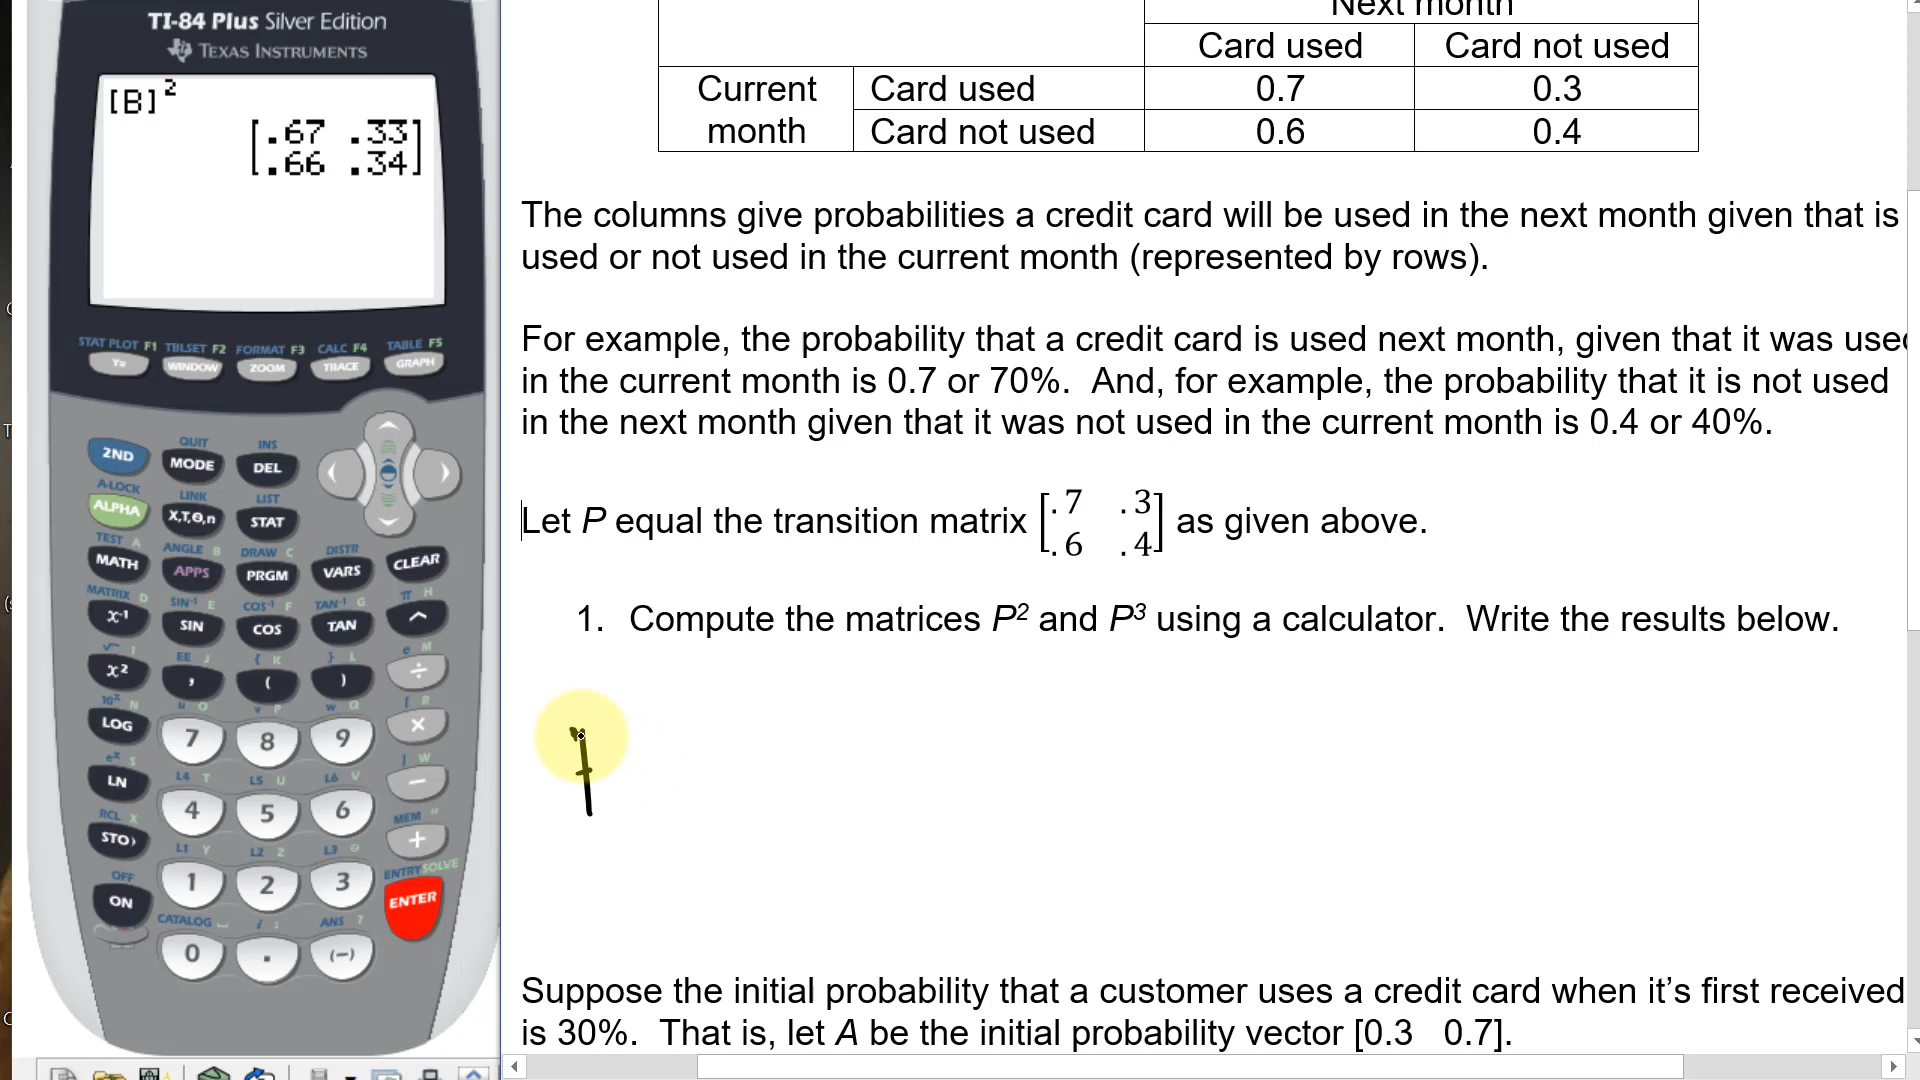 TI-84 Plus Silver Edition
TEXAS INSTRUMENTS
[B]²
[.67 .33]
[.66 .34]
STAT PLOT F1 TBLSET F2 FORMAT F3 CALC F4 TABLE F5
Y= WINDOW ZOOM TRACE GRAPH
QUIT INS
2ND MODE DEL
A-LOCK LINK LIST
ALPHA X,T,Θ,n STAT
TEST A ANGLE B DRAW C DISTR
MATH APPS PRGM VARS CLEAR
MATRIX D SIN⁻¹ E COS⁻¹ F TAN⁻¹ G π H
x⁻¹ SIN COS TAN ^
√ I EE J { K } L e M
x² , ( ) ÷
10ˣ N u O v P w Q [ R
LOG 7 8 9 ×
eˣ S L4 T L5 U L6 V ] W
LN 4 5 6 −
RCL X L1 Y L2 Z L3 Θ MEM "
STO› 1 2 3 +
OFF CATALOG i : ANS ? ENTRY SOLVE
ON 0 . (−) ENTER
Next month
Card used Card not used
Current month Card used 0.7 0.3
Card not used 0.6 0.4
The columns give probabilities a credit card will be used in the next month given that is
used or not used in the current month (represented by rows).
For example, the probability that a credit card is used next month, given that it was used
in the current month is 0.7 or 70%. And, for example, the probability that it is not used
in the next month given that it was not used in the current month is 0.4 or 40%.
Let P equal the transition matrix [.7 .3 .6 .4] as given above.
1. Compute the matrices P² and P³ using a calculator. Write the results below.
Suppose the initial probability that a customer uses a credit card when it’s first received
is 30%. That is, let A be the initial probability vector [0.3 0.7].